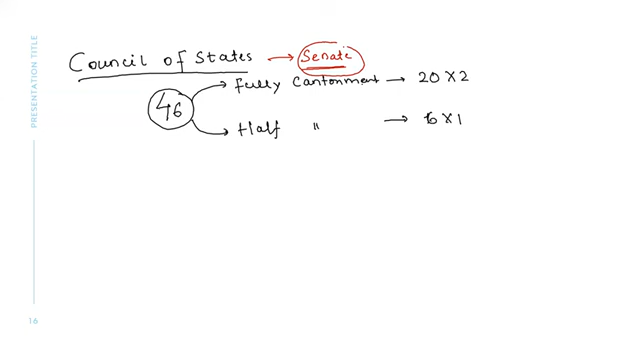 Council of States → Senate
Fully Cantonment → 20 X 2
46
Half " → 6 X 1
PRESENTATION TITLE
16